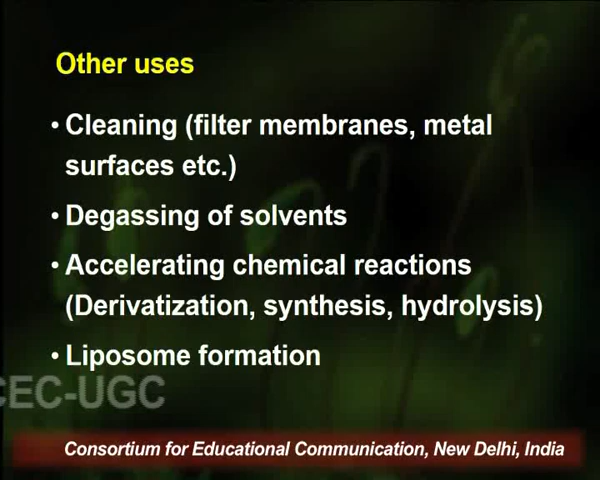 Other uses
• Cleaning (filter membranes, metal
surfaces etc.)
• Degassing of solvents
• Accelerating chemical reactions
(Derivatization, synthesis, hydrolysis)
• Liposome formation
CEC-UGC
Consortium for Educational Communication, New Delhi, India